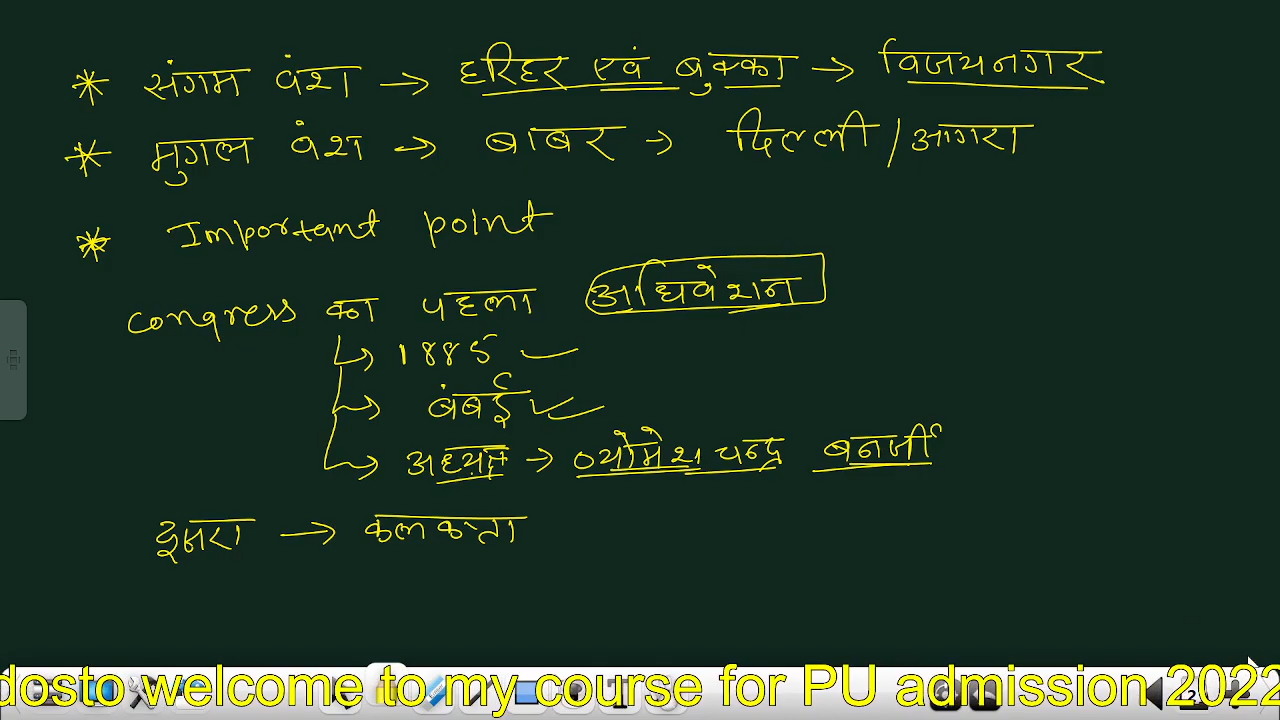 * संगम वंश → हरिहर एवं बुक्का → विजयनगर
* मुगल वंश → बाबर → दिल्ली / आगरा
* Important point
Congress का पहला अधिवेशन
→ 1885
→ बंबई
→ अध्यक्ष → व्योमेश चन्द्र बनर्जी
दूसरा → कलकत्ता
dosto welcome to my course for PU admission 2022